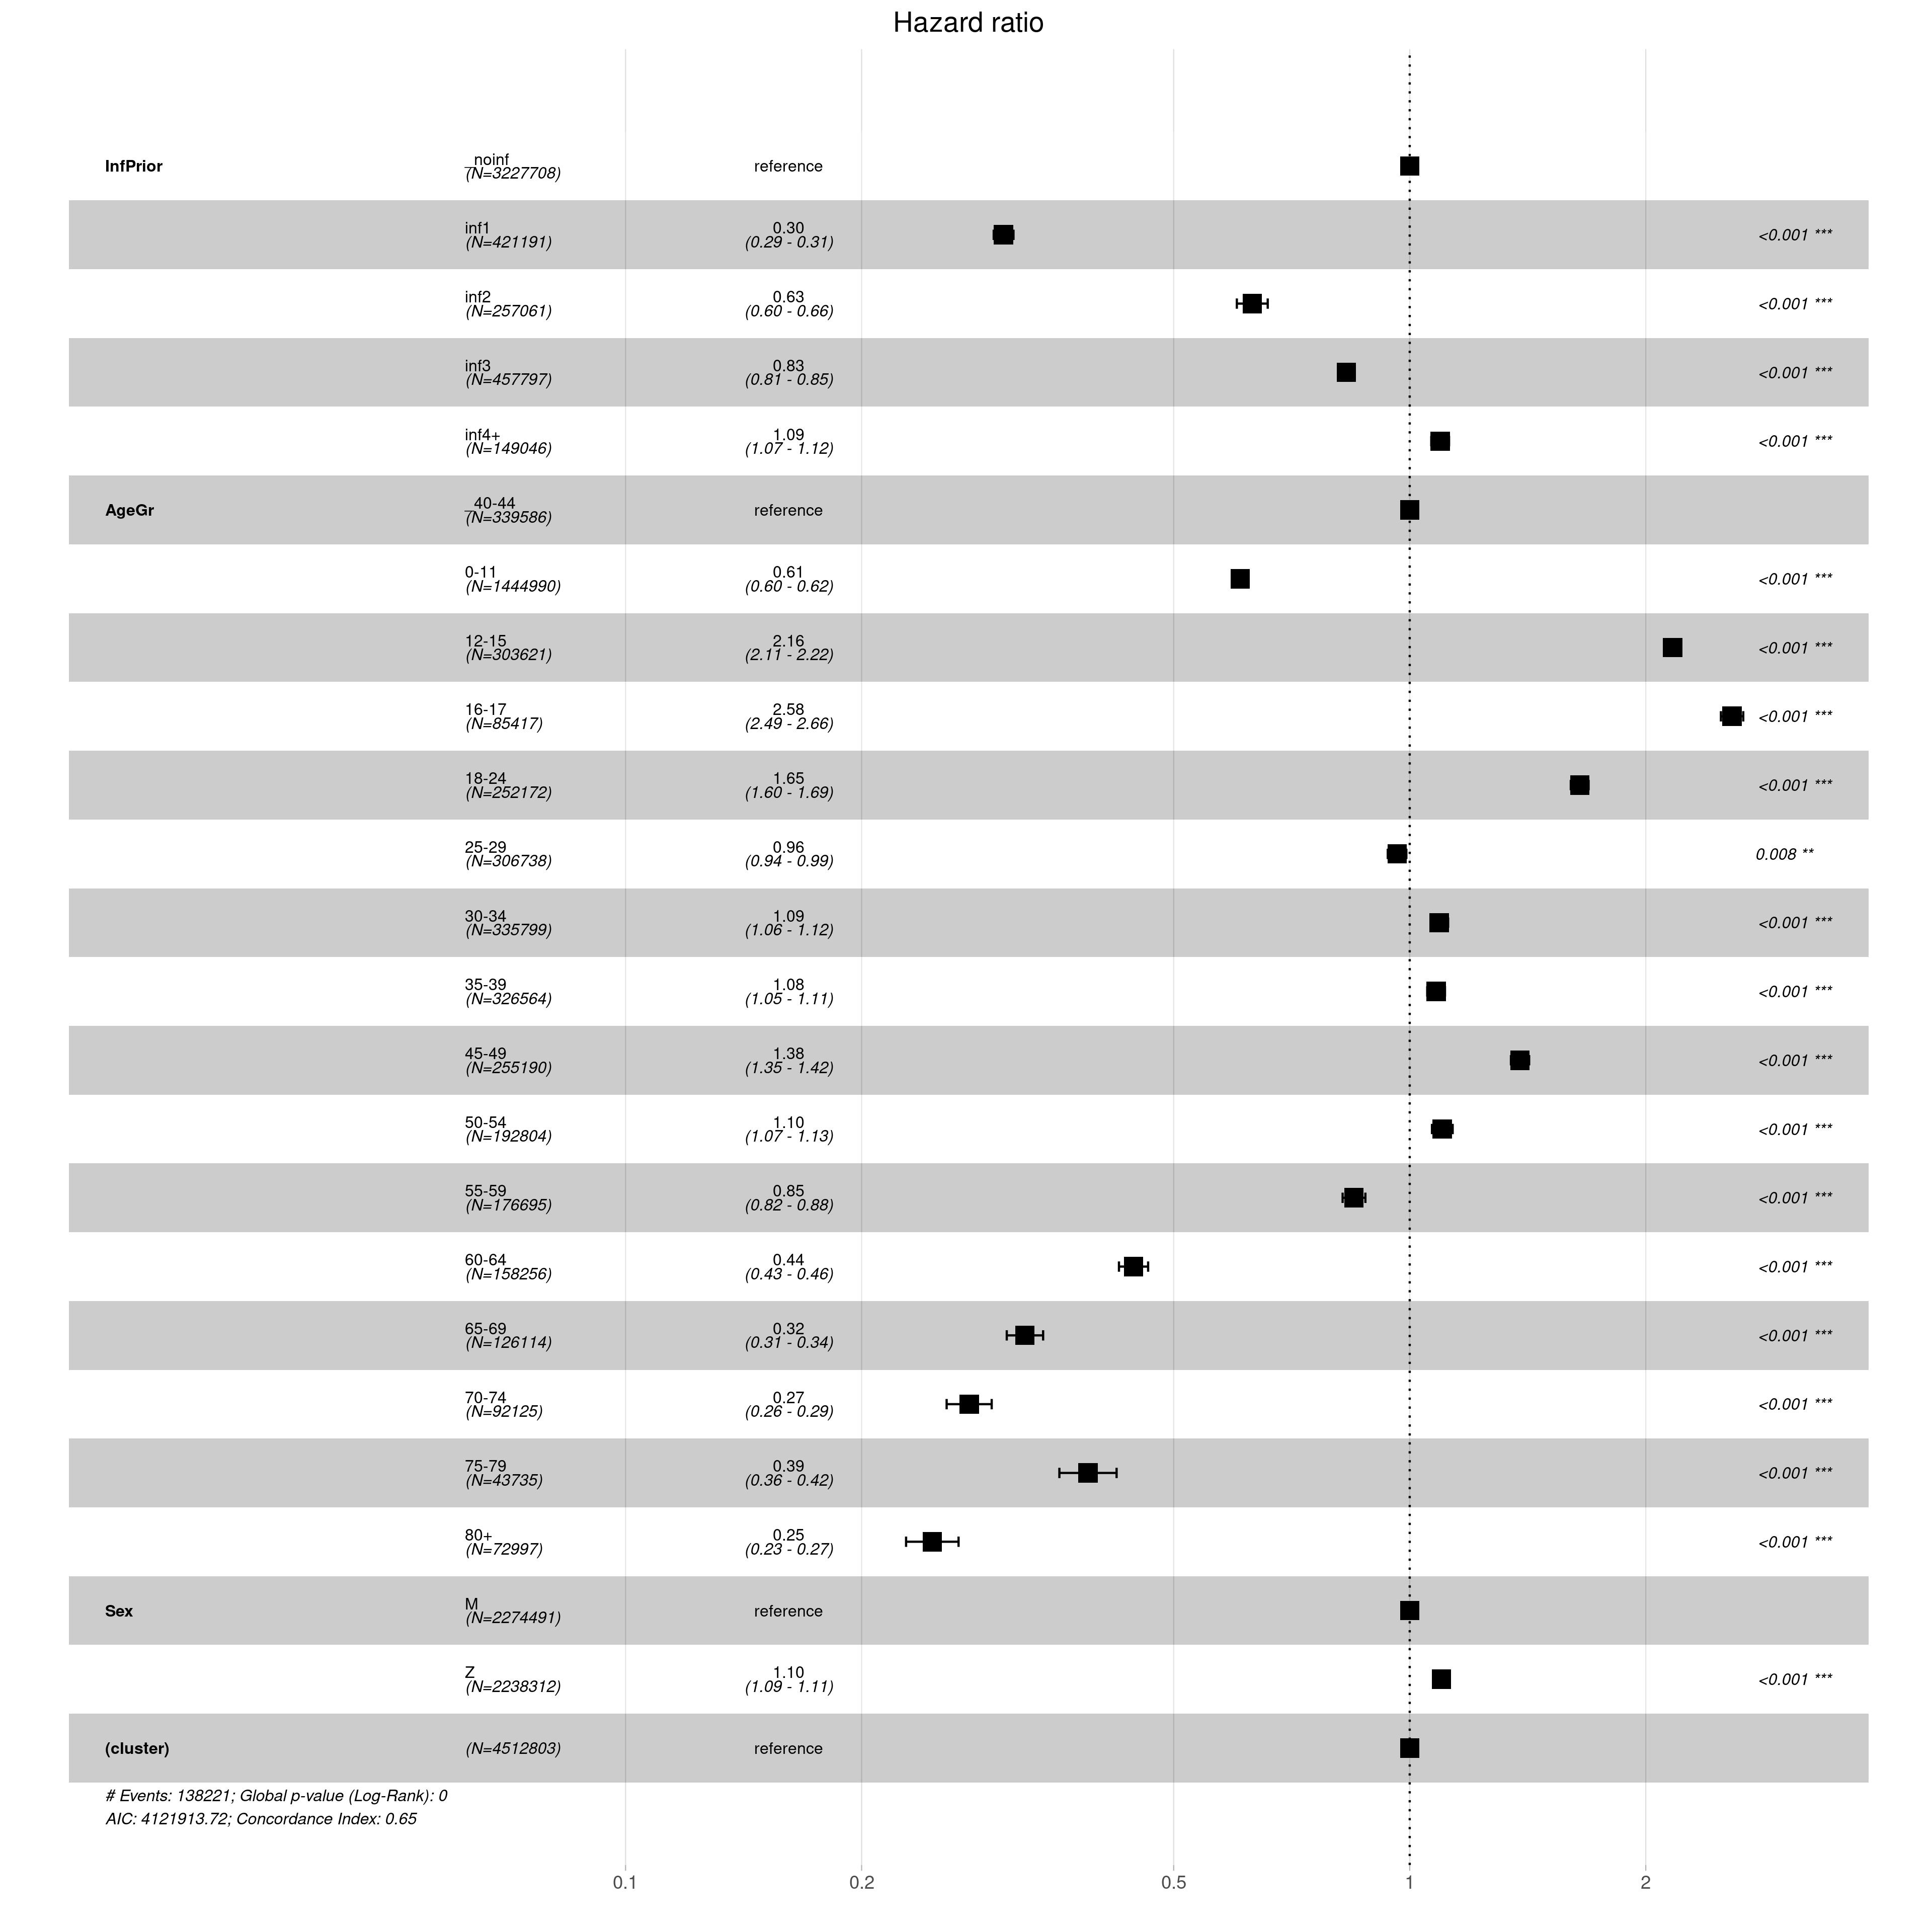 Hazard ratio
InfPrior
_noinf
(N=3227708)
reference
inf1
(N=421191)
0.30
(0.29 - 0.31)
<0.001 ***
inf2
(N=257061)
0.63
(0.60 - 0.66)
<0.001 ***
inf3
(N=457797)
0.83
(0.81 - 0.85)
<0.001 ***
inf4+
(N=149046)
1.09
(1.07 - 1.12)
<0.001 ***
AgeGr
_40-44
(N=339586)
reference
0-11
(N=1444990)
0.61
(0.60 - 0.62)
<0.001 ***
12-15
(N=303621)
2.16
(2.11 - 2.22)
<0.001 ***
16-17
(N=85417)
2.58
(2.49 - 2.66)
<0.001 ***
18-24
(N=252172)
1.65
(1.60 - 1.69)
<0.001 ***
25-29
(N=306738)
0.96
(0.94 - 0.99)
0.008 **
30-34
(N=335799)
1.09
(1.06 - 1.12)
<0.001 ***
35-39
(N=326564)
1.08
(1.05 - 1.11)
<0.001 ***
45-49
(N=255190)
1.38
(1.35 - 1.42)
<0.001 ***
50-54
(N=192804)
1.10
(1.07 - 1.13)
<0.001 ***
55-59
(N=176695)
0.85
(0.82 - 0.88)
<0.001 ***
60-64
(N=158256)
0.44
(0.43 - 0.46)
<0.001 ***
65-69
(N=126114)
0.32
(0.31 - 0.34)
<0.001 ***
70-74
(N=92125)
0.27
(0.26 - 0.29)
<0.001 ***
75-79
(N=43735)
0.39
(0.36 - 0.42)
<0.001 ***
80+
(N=72997)
0.25
(0.23 - 0.27)
<0.001 ***
Sex
M
(N=2274491)
reference
Z
(N=2238312)
1.10
(1.09 - 1.11)
<0.001 ***
(cluster)
(N=4512803)
reference
# Events: 138221; Global p-value (Log-Rank): 0
AIC: 4121913.72; Concordance Index: 0.65
0.1
0.2
0.5
1
2